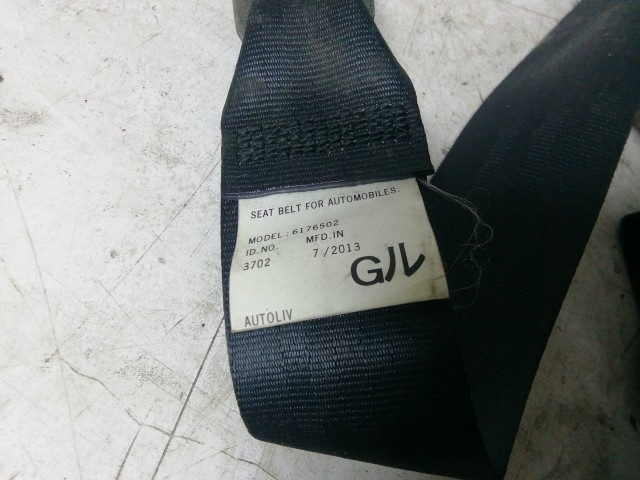 SEAT BELT FOR AUTOMOBILES.
MODEL : 6176502
ID.NO. MFD.IN
3702 7 / 2013
Gル
AUTOLIV